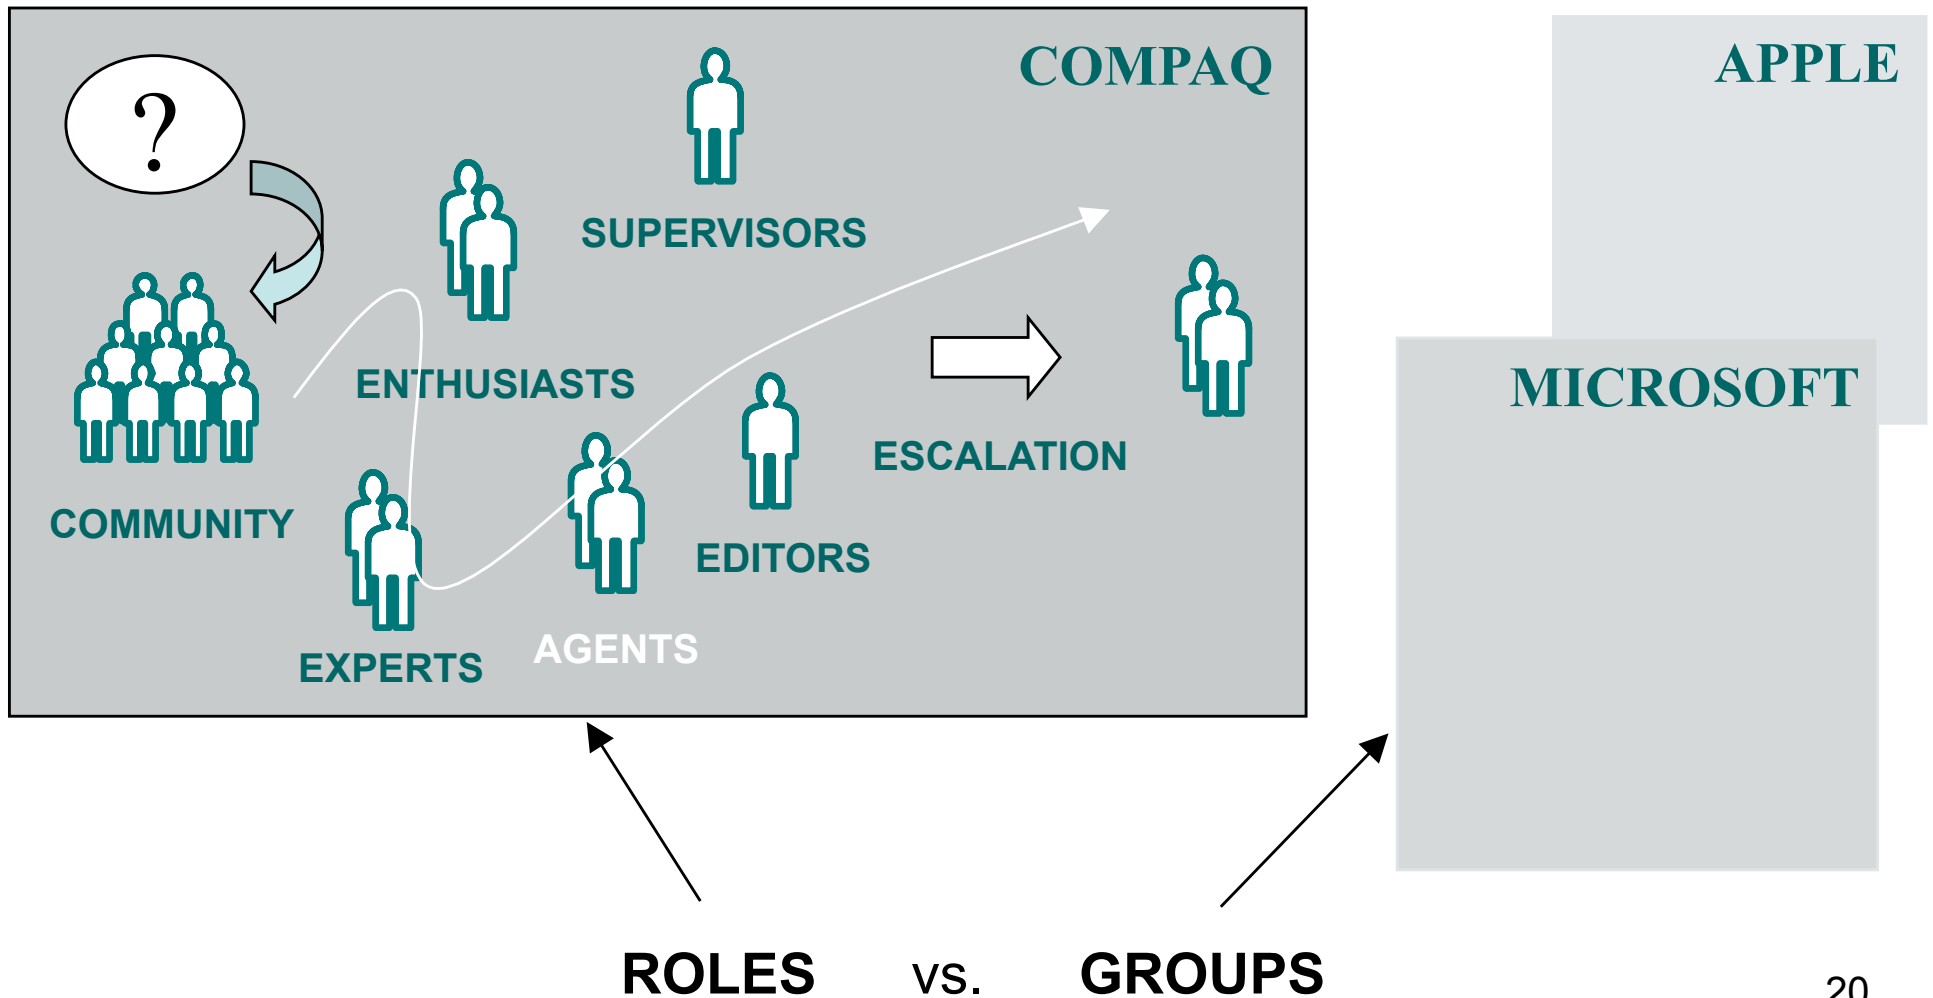 COMPAQ
APPLE
?
SUPERVISORS
ENTHUSIASTS
MICROSOFT
ESCALATION
COMMUNITY
EDITORS
AGENTS
EXPERTS
ROLES vs. GROUPS
20